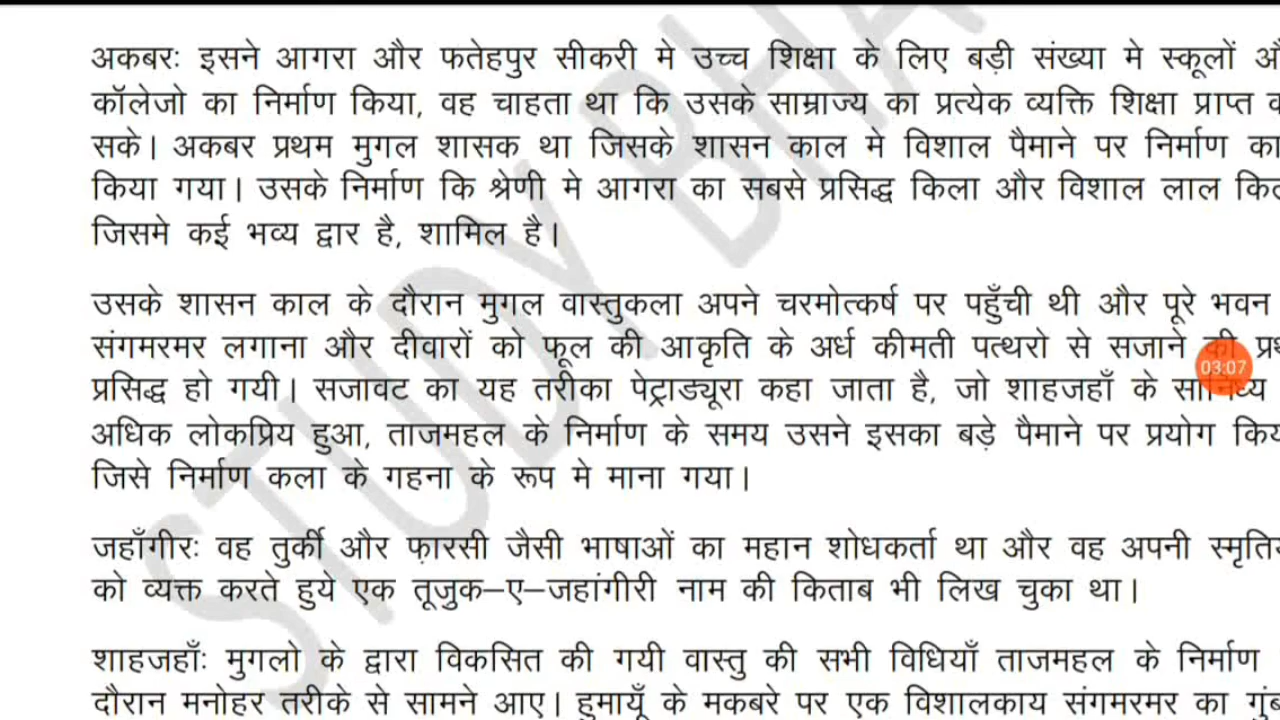 अकबरः इसने आगरा और फतेहपुर सीकरी मे उच्च शिक्षा के लिए बड़ी संख्या मे स्कूलों
कॉलेजो का निर्माण किया, वह चाहता था कि उसके साम्राज्य का प्रत्येक व्यक्ति शिक्षा प्राप्त
सके। अकबर प्रथम मुगल शासक था जिसके शासन काल मे विशाल पैमाने पर निर्माण
किया गया। उसके निर्माण कि श्रेणी मे आगरा का सबसे प्रसिद्ध किला और विशाल लाल
जिसमे कई भव्य द्वार है, शामिल है।
उसके शासन काल के दौरान मुगल वास्तुकला अपने चरमोत्कर्ष पर पहुँची थी और पूरे भवन
संगमरमर लगाना और दीवारों को फूल की आकृति के अर्ध कीमती पत्थरो से सजाने की
प्रसिद्ध हो गयी। सजावट का यह तरीका पेट्राड्यूरा कहा जाता है, जो शाहजहाँ के
अधिक लोकप्रिय हुआ, ताजमहल के निर्माण के समय उसने इसका बड़े पैमाने पर प्रयोग
जिसे निर्माण कला के गहना के रूप मे माना गया।
जहाँगीरः वह तुर्की और फ़ारसी जैसी भाषाओं का महान शोधकर्ता था और वह अपनी
को व्यक्त करते हुये एक तूजुक–ए–जहांगीरी नाम की किताब भी लिख चुका था।
शाहजहाँः मुगलो के द्वारा विकसित की गयी वास्तु की सभी विधियाँ ताजमहल के निर्माण
दौरान मनोहर तरीके से सामने आए। हुमायूँ के मकबरे पर एक विशालकाय संगमरमर का
03:07
STUDY